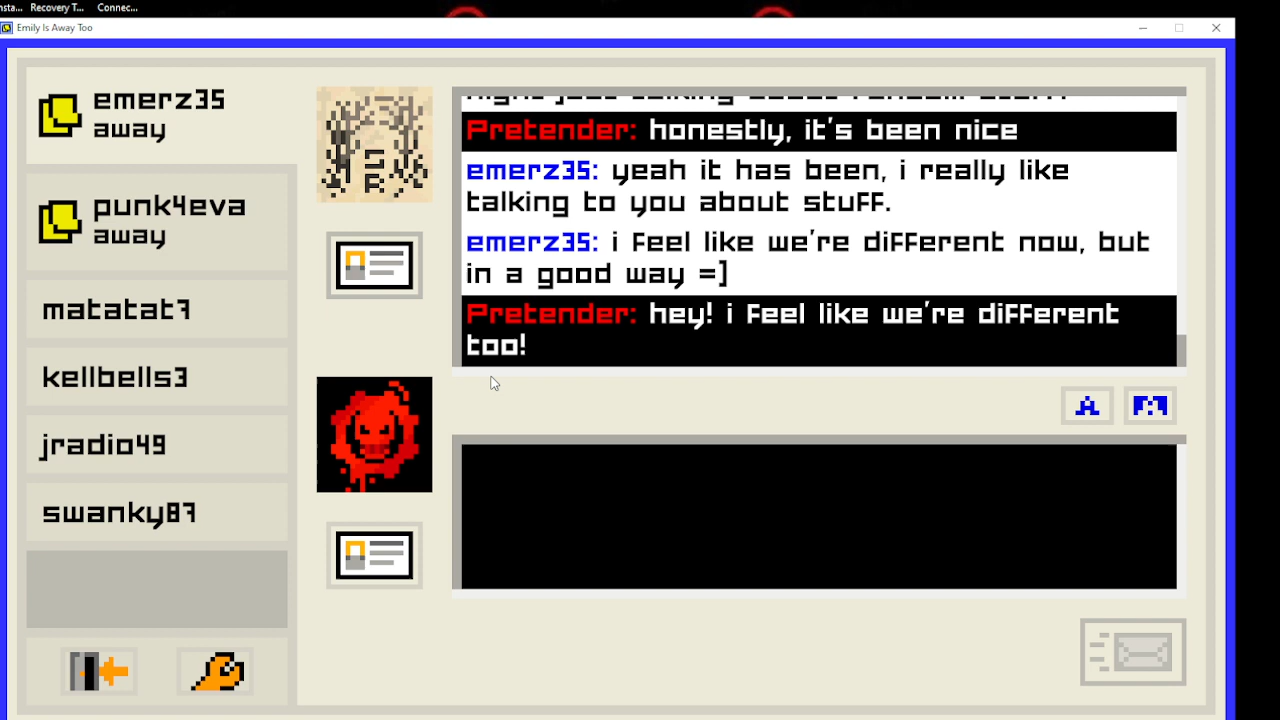 nsta... Recovery T... Connec...
Emily Is Away Too
emerz35
away
punk4eva
away
matatat7
kellbells3
jradio49
swanky87
SR
Pretender: honestly, it's been nice
emerz35: yeah it has been, i really like
talking to you about stuff.
emerz35: i feel like we're different now, but
in a good way =]
Pretender: hey! i feel like we're different
too!
A